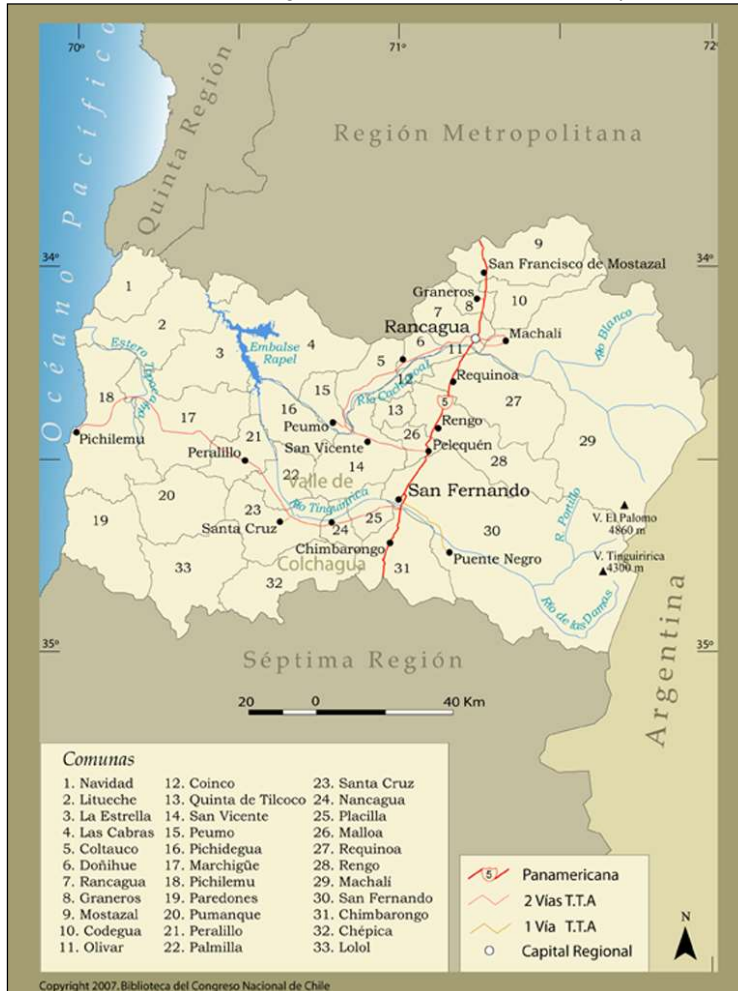 70º
71º
72º
Océano Pacífico
Quinta Región
Región Metropolitana
34º
34º
9
San Francisco de Mostazal
1
Graneros
8
10
7
2
Rancagua
Machalí
Río Blanco
Estero Topocalma
3
Embalse
Rapel
4
6
11
5
12
Río Cachapoal
Requinoa
18
15
13
27
5
17
16
Peumo
26
Rengo
29
Pichilemu
21
San Vicente
Pelequén
Peralillo
14
28
22
Valle de
20
San Fernando
R. Portillo
V. El Palomo
4860 m
19
23
Río Tinguiririca
25
30
Santa Cruz
24
Chimbarongo
Puente Negro
V. Tinguiririca
4300 m
33
32
Colchagua
31
Río de las Damas
Argentina
35º
35º
Séptima Región
20 0 40 Km
Comunas
1. Navidad
2. Litueche
3. La Estrella
4. Las Cabras
5. Coltauco
6. Doñihue
7. Rancagua
8. Graneros
9. Mostazal
10. Codegua
11. Olivar
12. Coinco
13. Quinta de Tilcoco
14. San Vicente
15. Peumo
16. Pichidegua
17. Marchigüe
18. Pichilemu
19. Paredones
20. Pumanque
21. Peralillo
22. Palmilla
23. Santa Cruz
24. Nancagua
25. Placilla
26. Malloa
27. Requinoa
28. Rengo
29. Machalí
30. San Fernando
31. Chimbarongo
32. Chépica
33. Lolol
5 Panamericana
2 Vías T.T.A
1 Vía T.T.A
Capital Regional
N
Copyright 2007. Biblioteca del Congreso Nacional de Chile